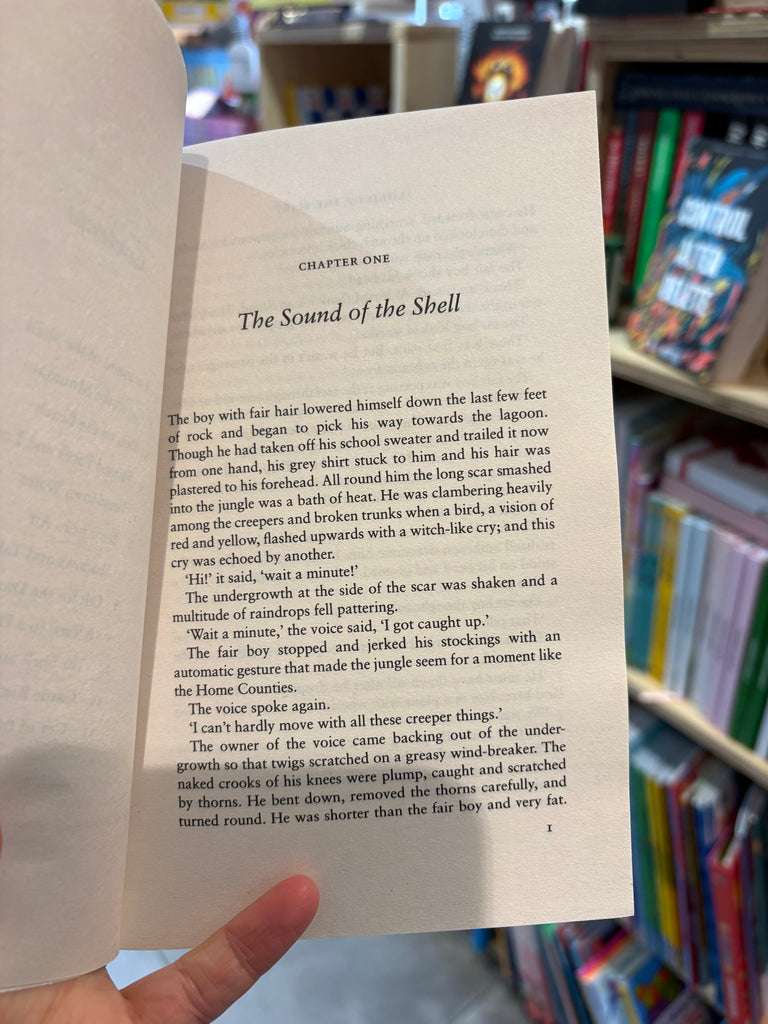 CHAPTER ONE
The Sound of the Shell
The boy with fair hair lowered himself down the last few feet
of rock and began to pick his way towards the lagoon.
Though he had taken off his school sweater and trailed it now
from one hand, his grey shirt stuck to him and his hair was
plastered to his forehead. All round him the long scar smashed
into the jungle was a bath of heat. He was clambering heavily
among the creepers and broken trunks when a bird, a vision of
red and yellow, flashed upwards with a witch-like cry; and this
cry was echoed by another.
‘Hi!’ it said, ‘wait a minute!’
The undergrowth at the side of the scar was shaken and a
multitude of raindrops fell pattering.
‘Wait a minute,’ the voice said, ‘I got caught up.’
The fair boy stopped and jerked his stockings with an
automatic gesture that made the jungle seem for a moment like
the Home Counties.
The voice spoke again.
‘I can’t hardly move with all these creeper things.’
The owner of the voice came backing out of the under-
growth so that twigs scratched on a greasy wind-breaker. The
naked crooks of his knees were plump, caught and scratched
by thorns. He bent down, removed the thorns carefully, and
turned round. He was shorter than the fair boy and very fat.
1
CONTROL